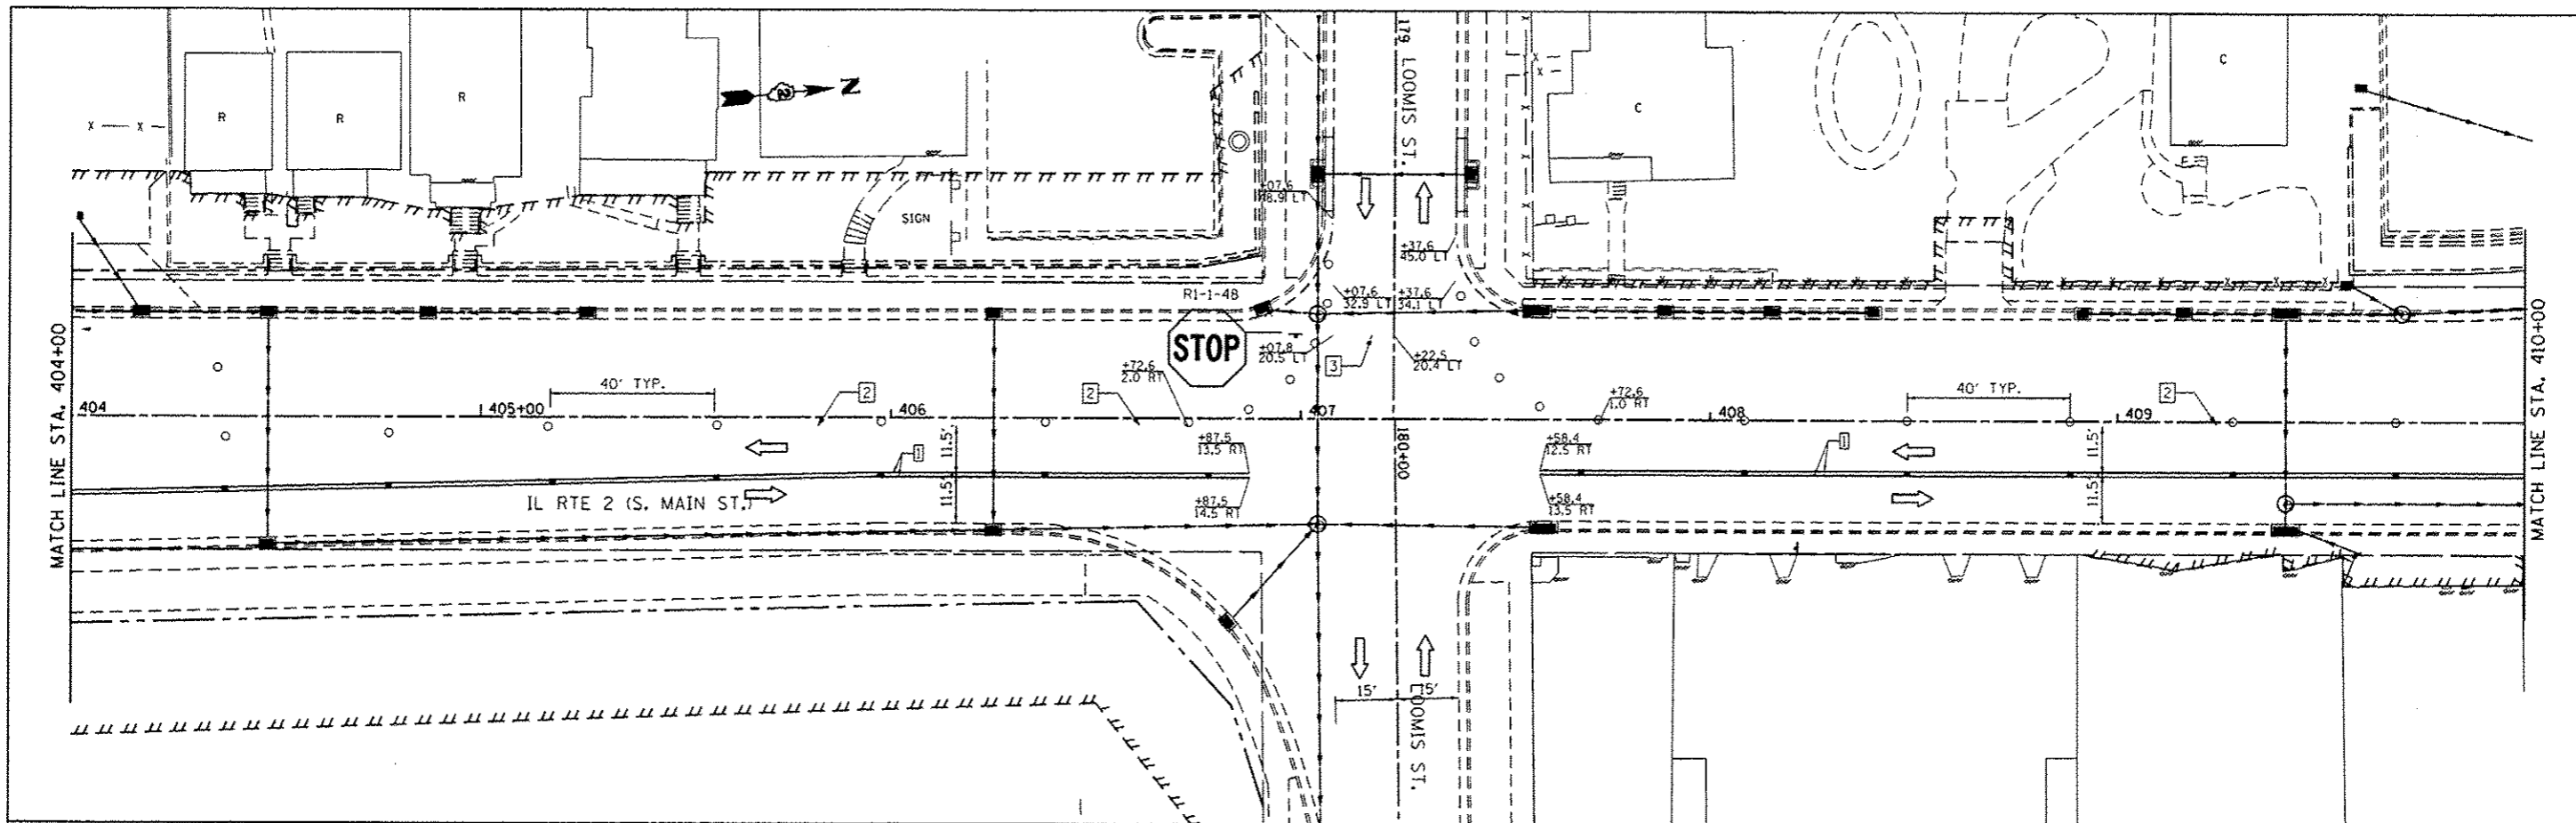 MATCH LINE STA. 404+00
MATCH LINE STA. 410+00
R
R
R
N
SIGN
C
C
179
LOOMIS ST.
+07.6
48.9 LT
+37.6
45.0 LT
+07.6
32.9 LT
+37.6
34.1 LT
R1-1-48
STOP
+07.8
20.5 LT
3
+22.5
20.4 LT
+72.6
2.0 RT
40' TYP.
2
2
+72.6
1.0 RT
40' TYP.
2
404
405+00
406
407
408
409
180+00
+87.5
13.5 RT
+58.4
12.5 RT
1
1
11.5'
11.5'
11.5'
11.5'
IL RTE 2 (S. MAIN ST.)
+87.5
14.5 RT
+58.4
13.5 RT
15'
15'
LOOMIS ST.